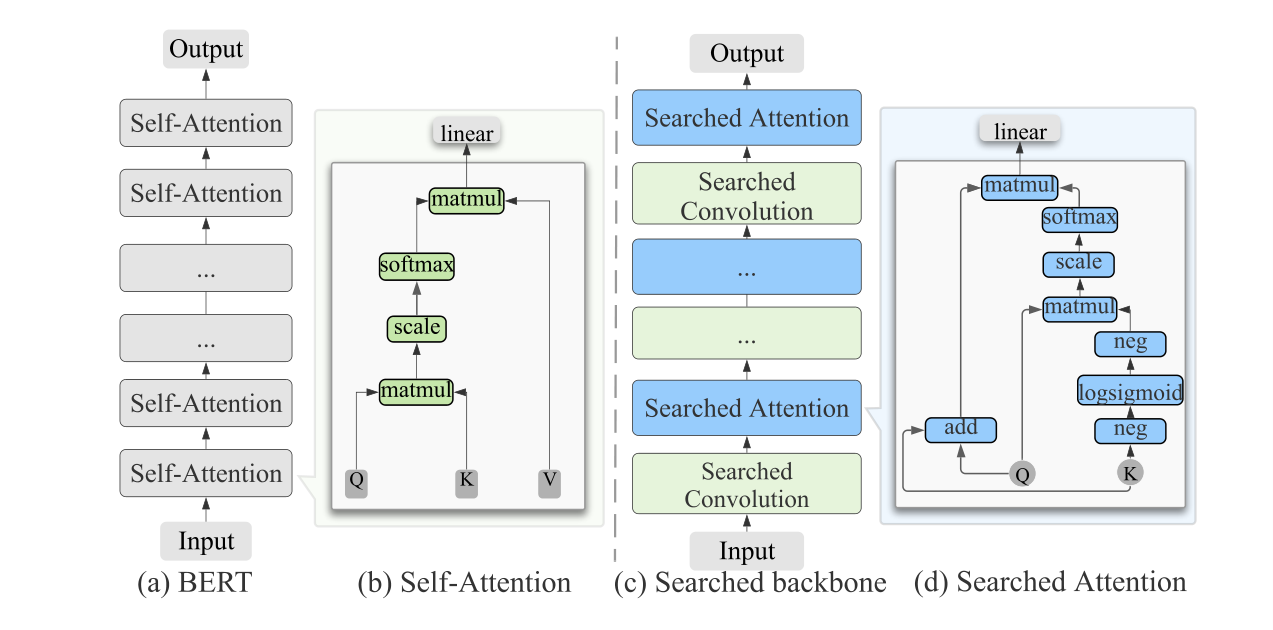 Output
Self-Attention
Self-Attention
...
...
Self-Attention
Self-Attention
Input
(a) BERT
linear
matmul
softmax
scale
matmul
Q
K
V
(b) Self-Attention
Output
Searched Attention
Searched
Convolution
...
...
Searched Attention
Searched
Convolution
Input
(c) Searched backbone
linear
matmul
softmax
scale
matmul
neg
logsigmoid
add
neg
Q
K
(d) Searched Attention